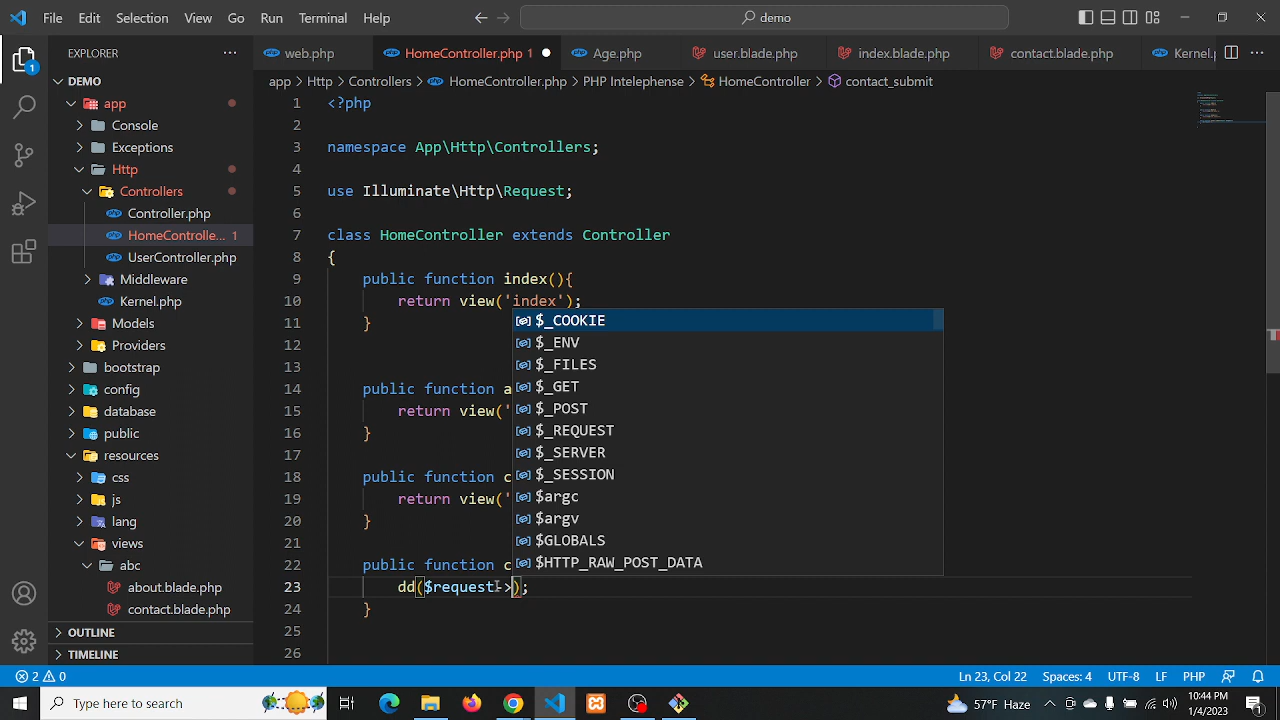 File Edit Selection View Go Run Terminal Help
demo
EXPLORER
web.php
HomeController.php 1
Age.php
user.blade.php
index.blade.php
contact.blade.php
Kernel.p
DEMO
app > Http > Controllers > HomeController.php > PHP Intelephense > HomeController > contact_submit
app
Console
Exceptions
Http
Controllers
Controller.php
HomeControlle... 1
UserController.php
Middleware
Kernel.php
Models
Providers
bootstrap
config
database
public
resources
css
js
lang
views
abc
about.blade.php
contact.blade.php
OUTLINE
TIMELINE
1 <?php
2
3 namespace App\Http\Controllers;
4
5 use Illuminate\Http\Request;
6
7 class HomeController extends Controller
8 {
9 public function index(){
10 return view('index');
11 }
12
13
14 public function a
15 return view('
16 }
17
18 public function c
19 return view('
20 }
21
22 public function c
23 dd($request->);
24 }
25
26
$_COOKIE
$_ENV
$_FILES
$_GET
$_POST
$_REQUEST
$_SERVER
$_SESSION
$argc
$argv
$GLOBALS
$HTTP_RAW_POST_DATA
1
2 0
Ln 23, Col 22 Spaces: 4 UTF-8 LF PHP
Type here to search
57°F Haze
10:44 PM
1/4/2023